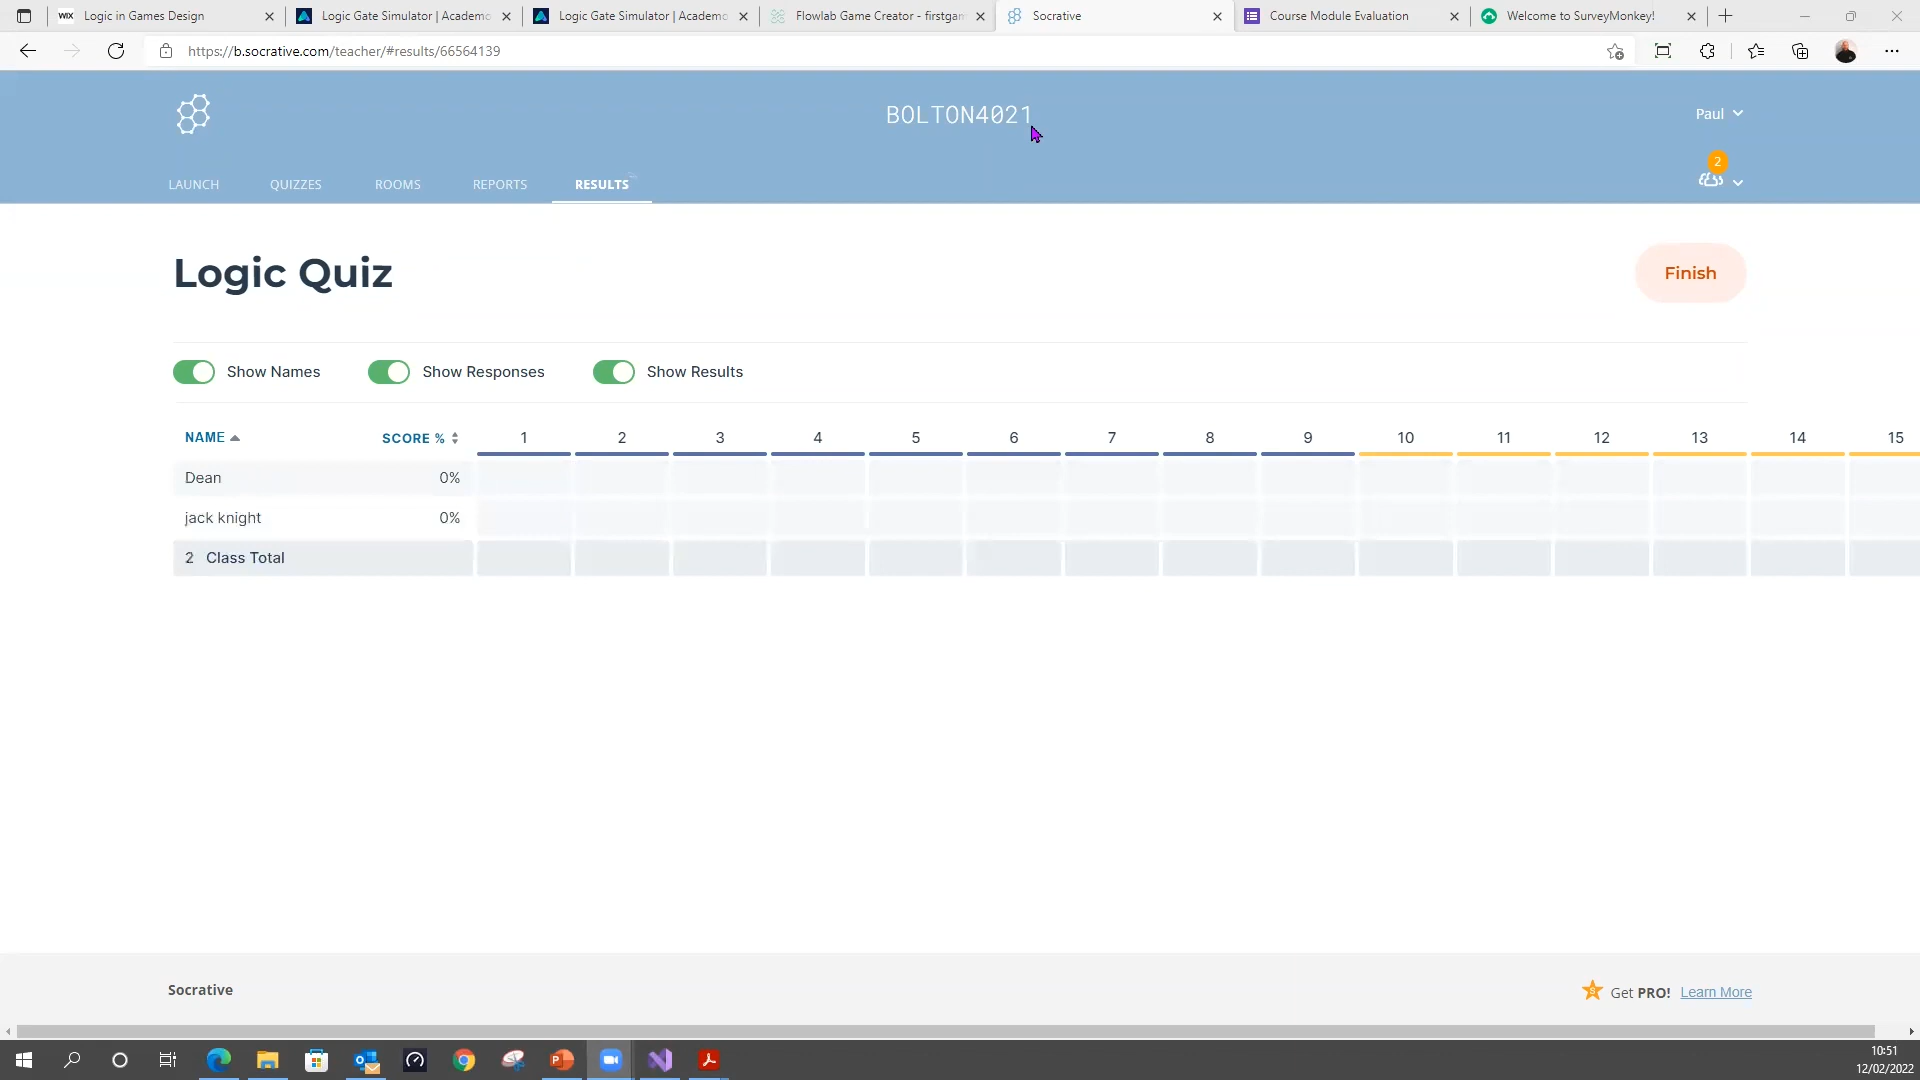 WIX Logic in Games Design
Logic Gate Simulator | Academo
Logic Gate Simulator | Academo
Flowlab Game Creator - firstgam
Socrative
Course Module Evaluation
Welcome to SurveyMonkey!
https://b.socrative.com/teacher/#results/66564139
BOLTON4021
Paul
2
LAUNCH QUIZZES ROOMS REPORTS RESULTS
Logic Quiz
Finish
Show Names Show Responses Show Results
NAME SCORE % 1 2 3 4 5 6 7 8 9 10 11 12 13 14 15
Dean 0%
jack knight 0%
2 Class Total
Socrative
Get PRO! Learn More
10:51
12/02/2022